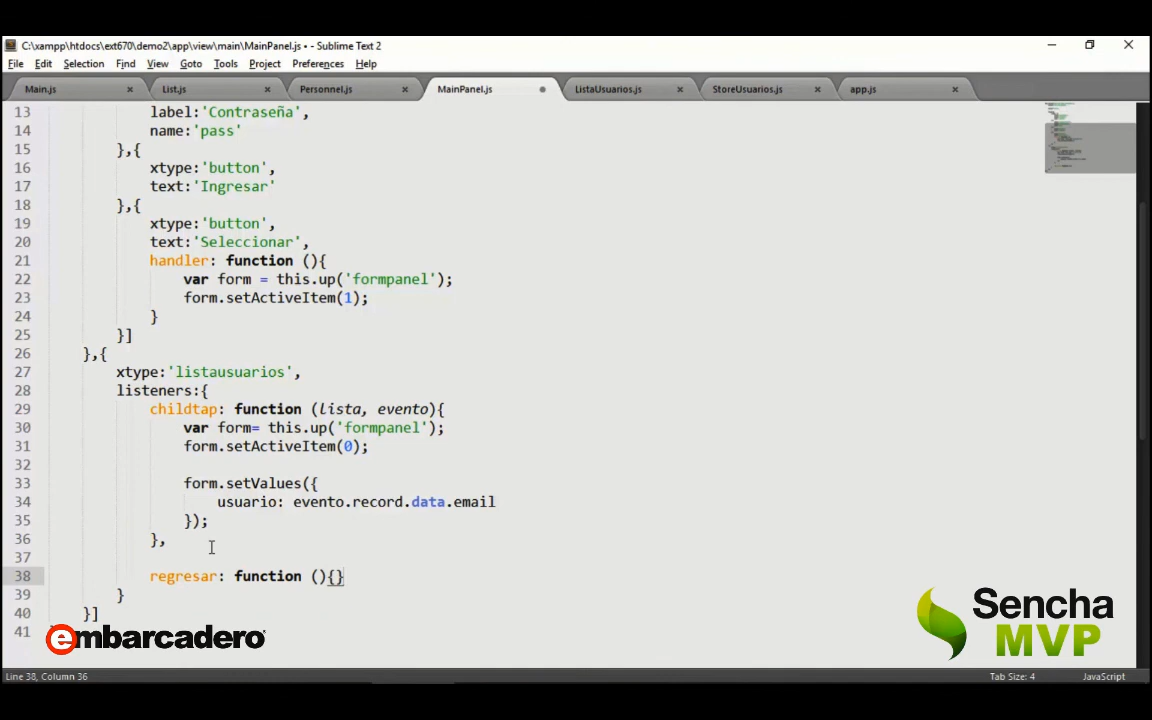 C:\xampp\htdocs\ext670\demo2\app\view\main\MainPanel.js • - Sublime Text 2
File Edit Selection Find View Goto Tools Project Preferences Help
Main.js List.js Personnel.js MainPanel.js ListaUsuarios.js StoreUsuarios.js app.js
13 label:'Contraseña',
14 name:'pass'
15 },{
16 xtype:'button',
17 text:'Ingresar'
18 },{
19 xtype:'button',
20 text:'Seleccionar',
21 handler: function (){
22 var form = this.up('formpanel');
23 form.setActiveItem(1);
24 }
25 }]
26 },{
27 xtype:'listausuarios',
28 listeners:{
29 childtap: function (lista, evento){
30 var form= this.up('formpanel');
31 form.setActiveItem(0);
32
33 form.setValues({
34 usuario: evento.record.data.email
35 });
36 },
37
38 regresar: function (){}
39 }
40 }]
41
embarcadero
Sencha
MVP
Line 38, Column 36 Tab Size: 4 JavaScript